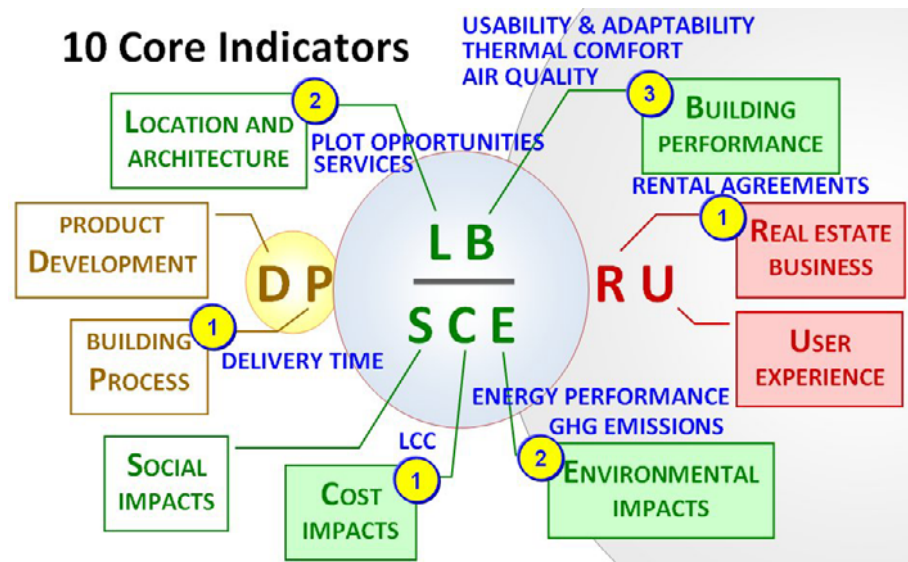 10 Core Indicators
USABILITY & ADAPTABILITY
THERMAL COMFORT
AIR QUALITY
2
LOCATION AND
ARCHITECTURE
PLOT OPPORTUNITIES
SERVICES
3
BUILDING
PERFORMANCE
RENTAL AGREEMENTS
PRODUCT
DEVELOPMENT
1
REAL ESTATE
BUSINESS
L B
D P
R U
S C E
1
BUILDING
PROCESS
DELIVERY TIME
USER
EXPERIENCE
ENERGY PERFORMANCE
GHG EMISSIONS
SOCIAL
IMPACTS
LCC
1
COST
IMPACTS
2
ENVIRONMENTAL
IMPACTS